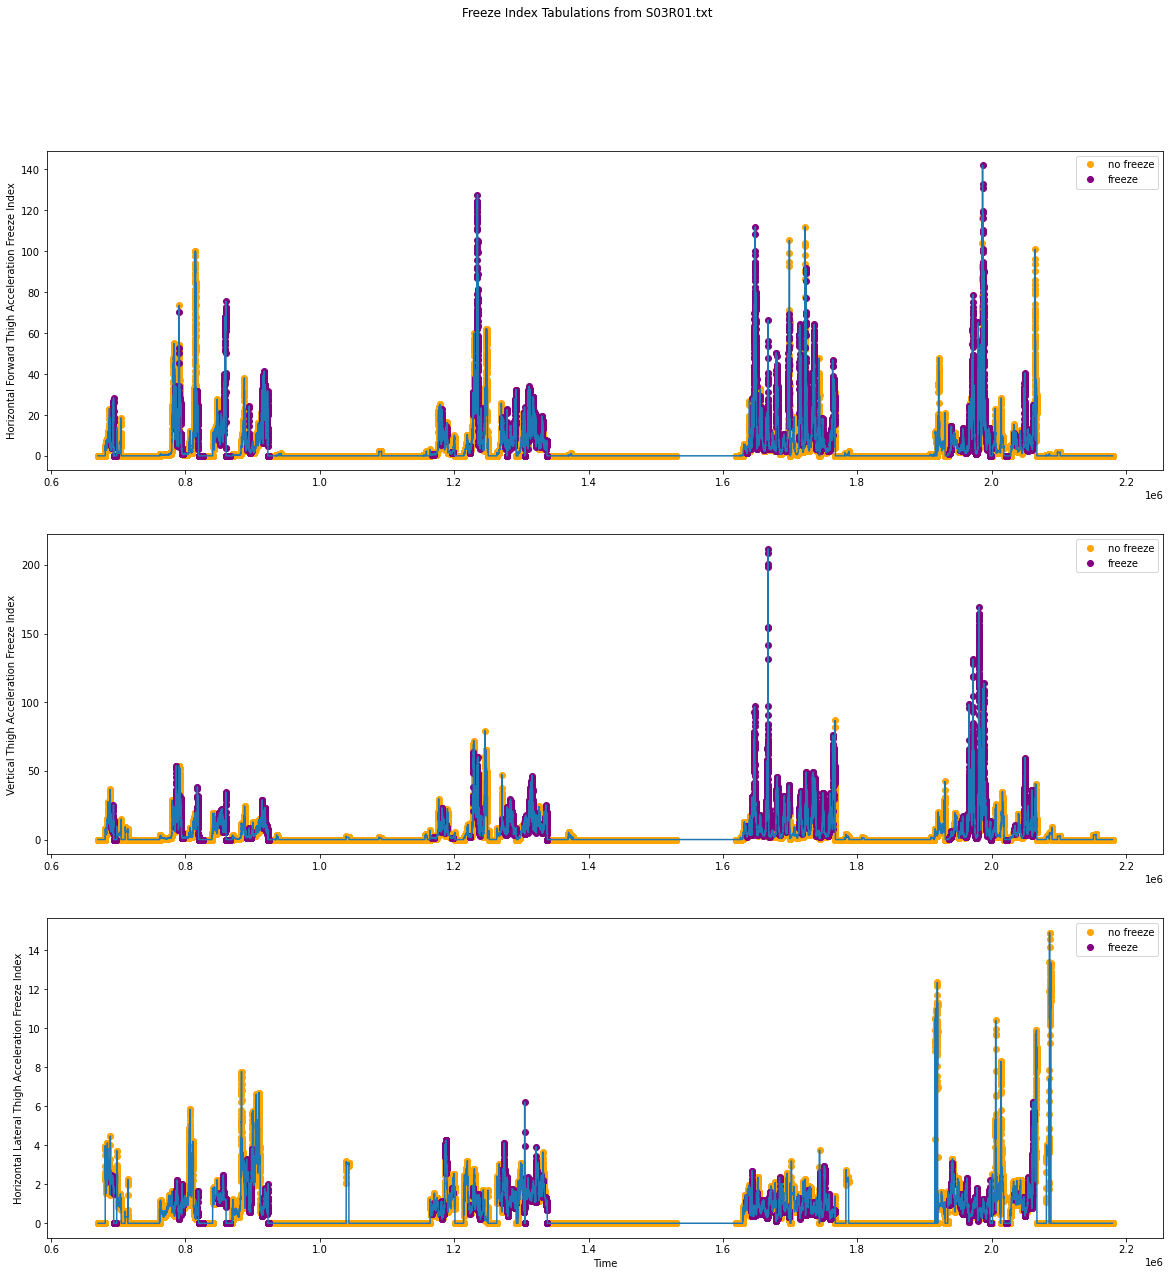 Freeze Index Tabulations from S03R01.txt
Horizontal Forward Thigh Acceleration Freeze Index
140
120
100
80
60
40
20
0
no freeze
freeze
0.6 0.8 1.0 1.2 1.4 1.6 1.8 2.0 2.2
1e6
Vertical Thigh Acceleration Freeze Index
200
150
100
50
0
no freeze
freeze
0.6 0.8 1.0 1.2 1.4 1.6 1.8 2.0 2.2
1e6
Horizontal Lateral Thigh Acceleration Freeze Index
14
12
10
8
6
4
2
0
no freeze
freeze
0.6 0.8 1.0 1.2 1.4 1.6 1.8 2.0 2.2
1e6
Time